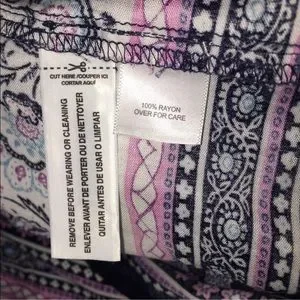 CUT HERE /COUPER ICI
CORTAR AQUÍ
REMOVE BEFORE WEARING OR CLEANING
ENLEVER AVANT DE PORTER OU DE NETTOYER
QUITAR ANTES DE USAR O LIMPIAR
100% RAYON
OVER FOR CARE